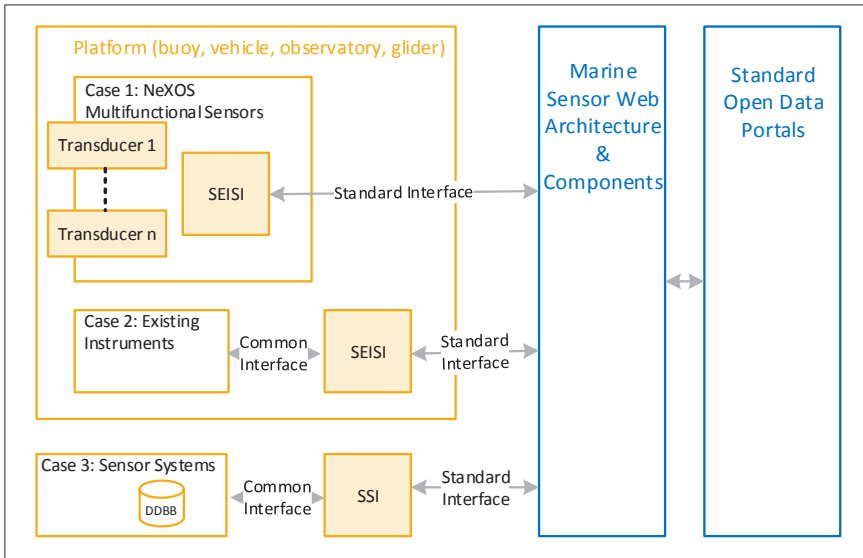 Platform (buoy, vehicle, observatory, glider)
Case 1: NeXOS
Multifunctional Sensors
Transducer 1
SEISI
Transducer n
Standard Interface
Case 2: Existing
Instruments
Common
Interface
SEISI
Standard
Interface
Case 3: Sensor Systems
DDBB
Common
Interface
SSI
Standard
Interface
Marine
Sensor Web
Architecture
&
Components
Standard
Open Data
Portals